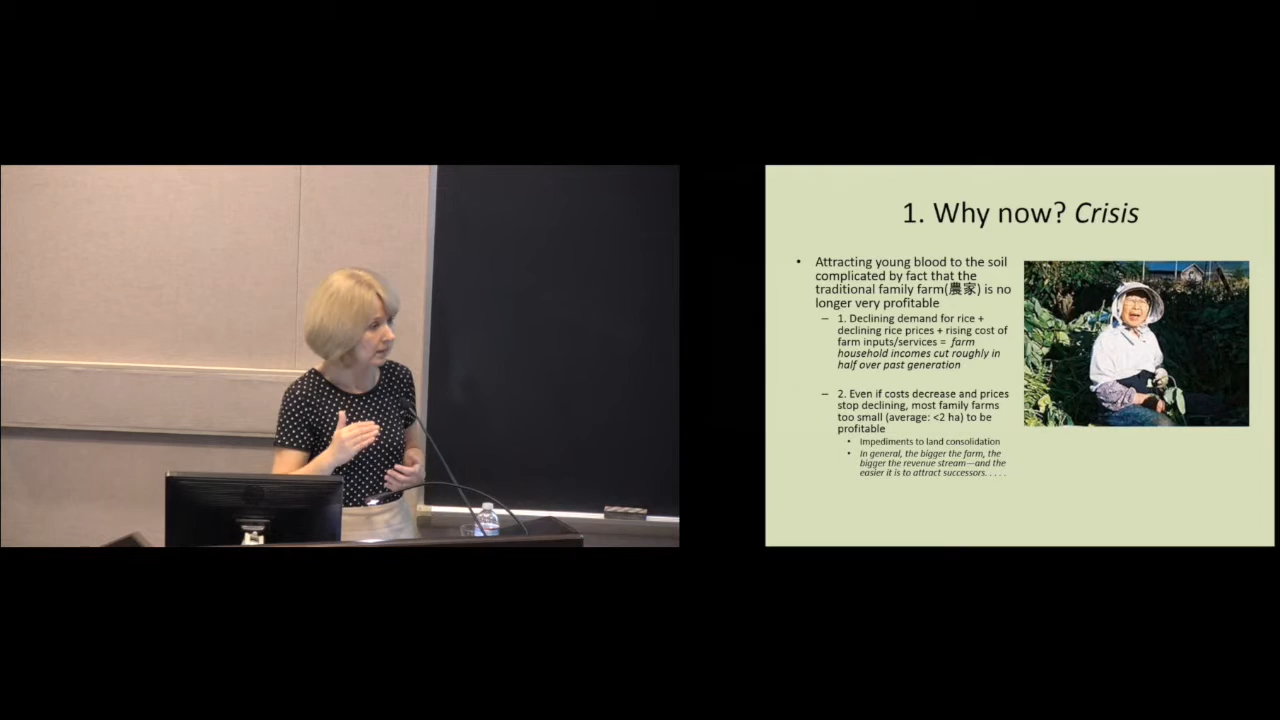 1. Why now? Crisis
• Attracting young blood to the soil
complicated by fact that the
traditional family farm(農家) is no
longer very profitable
– 1. Declining demand for rice +
declining rice prices + rising cost of
farm inputs/services = farm
household incomes cut roughly in
half over past generation
– 2. Even if costs decrease and prices
stop declining, most family farms
too small (average: <2 ha) to be
profitable
• Impediments to land consolidation
• In general, the bigger the farm, the
bigger the revenue stream—and the
easier it is to attract successors. . . . .